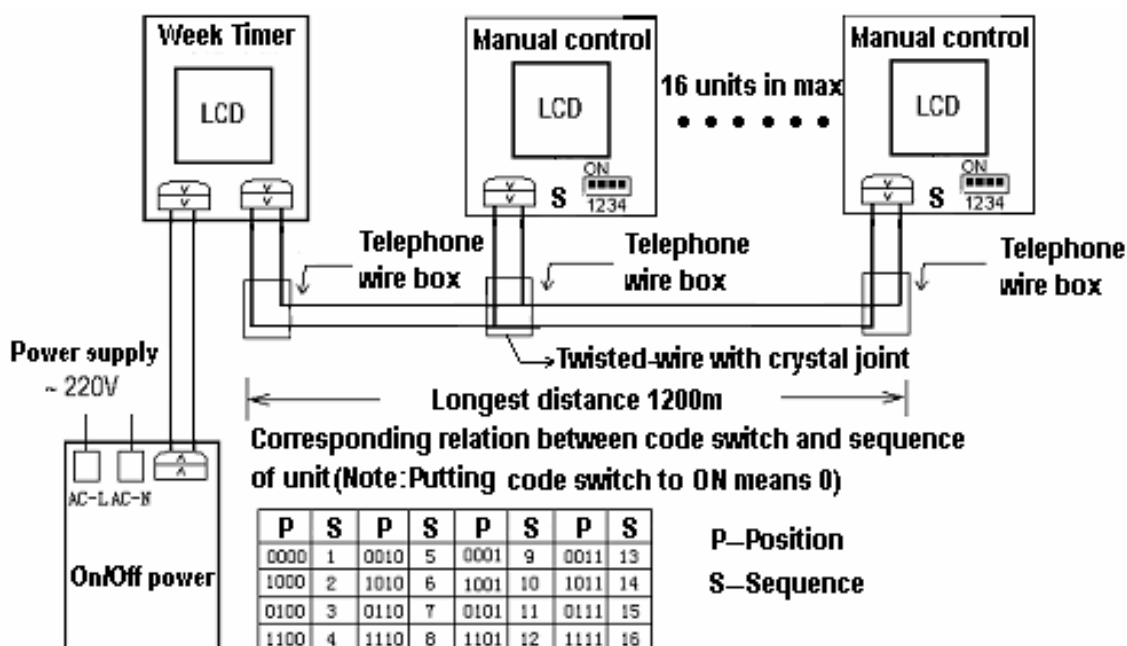 Week Timer
LCD
Manual control
LCD
ON
S
1234
16 units in max
Manual control
LCD
ON
S
1234
Telephone
wire box
Telephone
wire box
Telephone
wire box
Twisted-wire with crystal joint
Power supply
~ 220V
Longest distance 1200m
AC-L AC-N
On/Off power
Corresponding relation between code switch and sequence
of unit(Note:Putting code switch to ON means 0)
P S P S P S P S
0000 1 0010 5 0001 9 0011 13
1000 2 1010 6 1001 10 1011 14
0100 3 0110 7 0101 11 0111 15
1100 4 1110 8 1101 12 1111 16
P—Position
S—Sequence